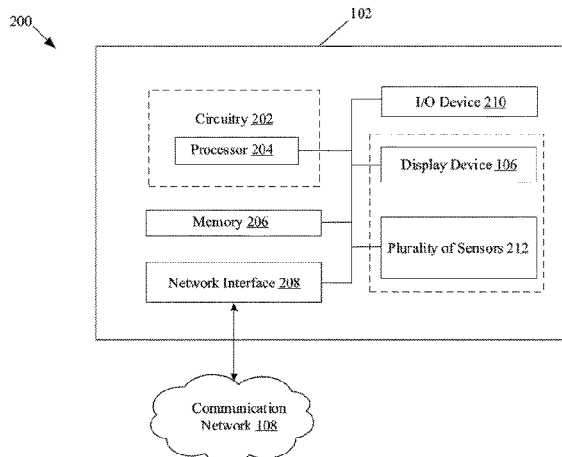 200
102
Circuitry 202
Processor 204
Memory 206
Network Interface 208
I/O Device 210
Display Device 106
Plurality of Sensors 212
Communication
Network 108